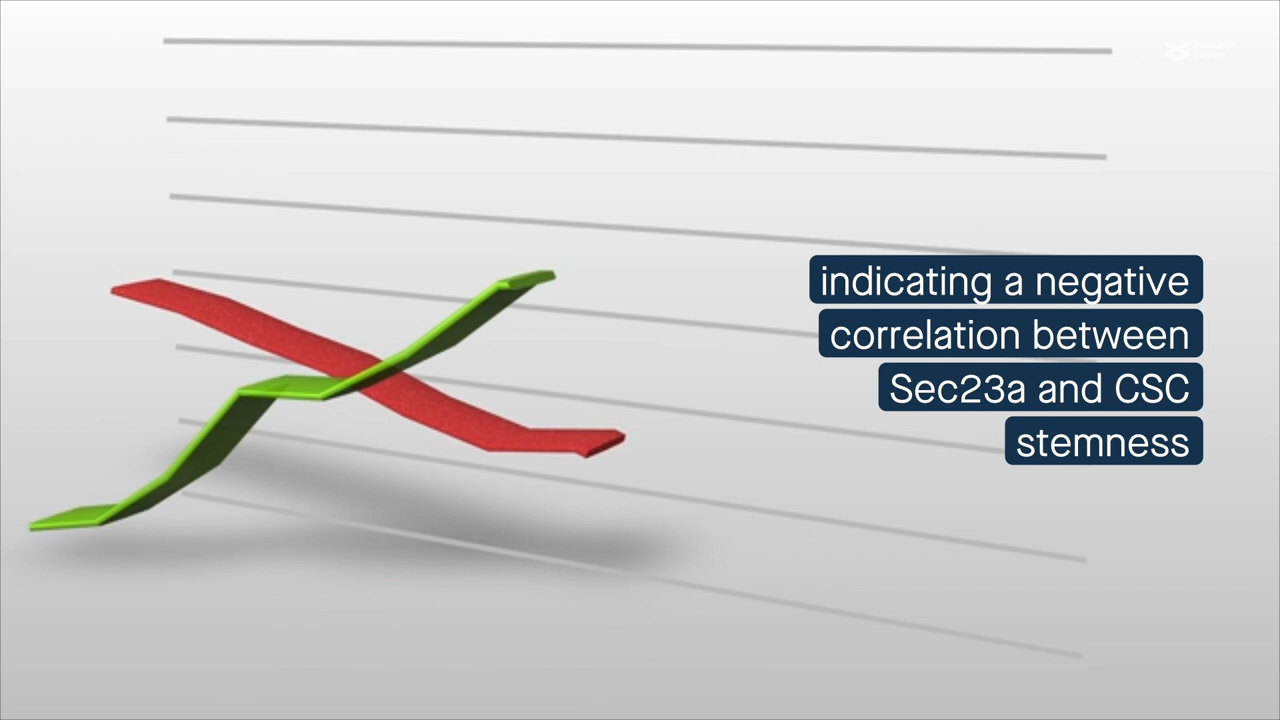 indicating a negative
correlation between
Sec23a and CSC
stemness